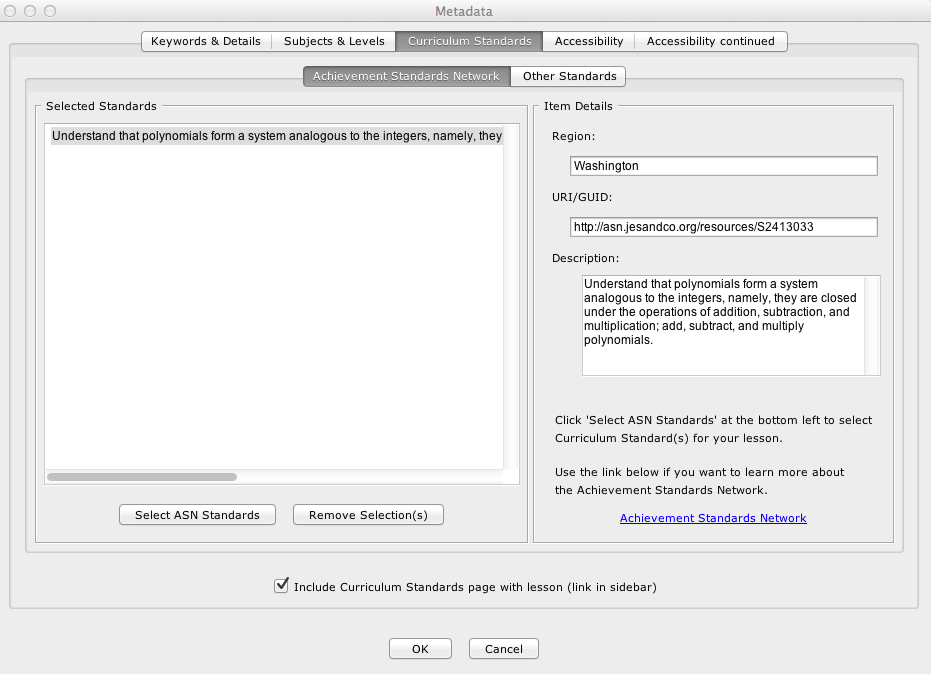 Metadata
Keywords & Details
Subjects & Levels
Curriculum Standards
Accessibility
Accessibility continued
Achievement Standards Network
Other Standards
Selected Standards
Understand that polynomials form a system analogous to the integers, namely, they
Select ASN Standards
Remove Selection(s)
Item Details
Region:
Washington
URI/GUID:
http://asn.jesandco.org/resources/S2413033
Description:
Understand that polynomials form a system
analogous to the integers, namely, they are closed
under the operations of addition, subtraction, and
multiplication; add, subtract, and multiply
polynomials.
Click 'Select ASN Standards' at the bottom left to select
Curriculum Standard(s) for your lesson.
Use the link below if you want to learn more about
the Achievement Standards Network.
Achievement Standards Network
Include Curriculum Standards page with lesson (link in sidebar)
OK
Cancel